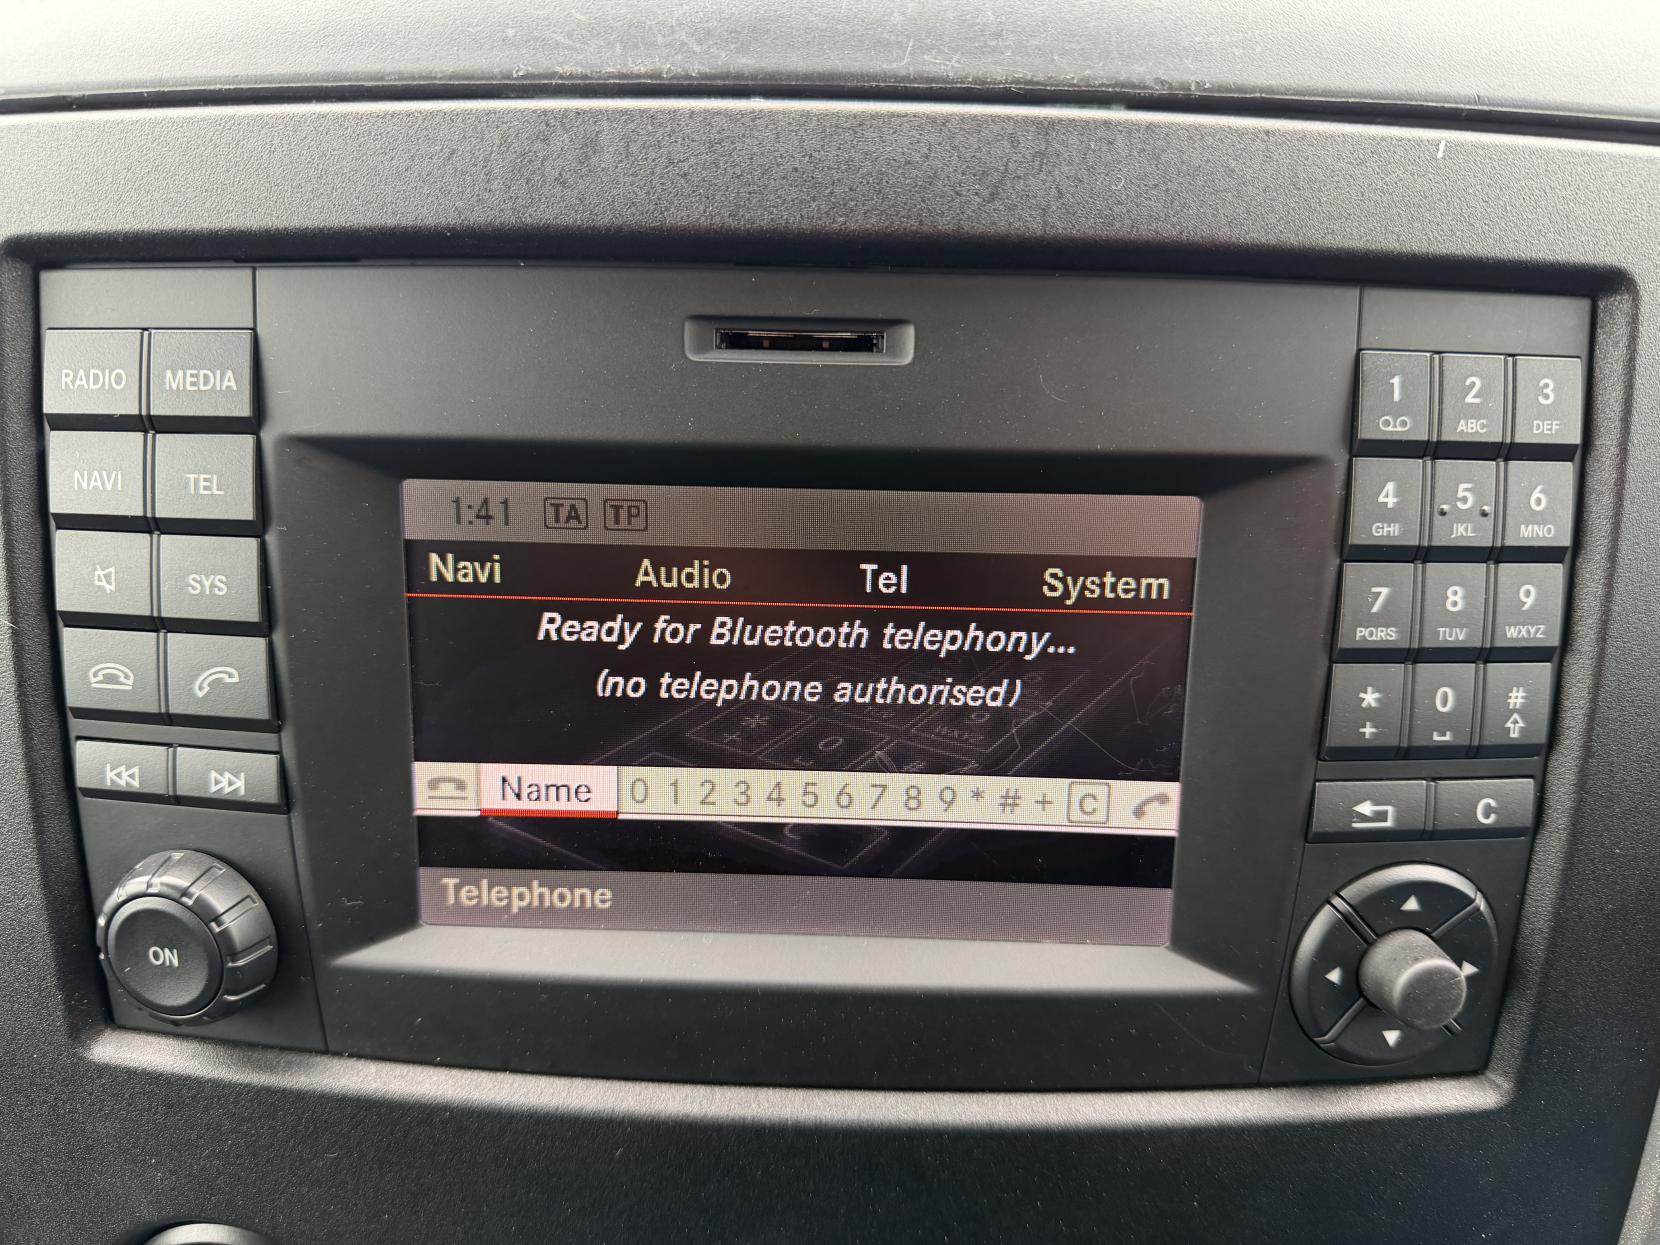 RADIO MEDIA
NAVI TEL
SYS
ON
1:41 TA TP
Navi Audio Tel System
Ready for Bluetooth telephony...
(no telephone authorised)
Name 0 1 2 3 4 5 6 7 8 9 * # + C
Telephone
1 2 3
ABC DEF
4 5 6
GHI JKL MNO
7 8 9
PQRS TUV WXYZ
* 0 #
+
C